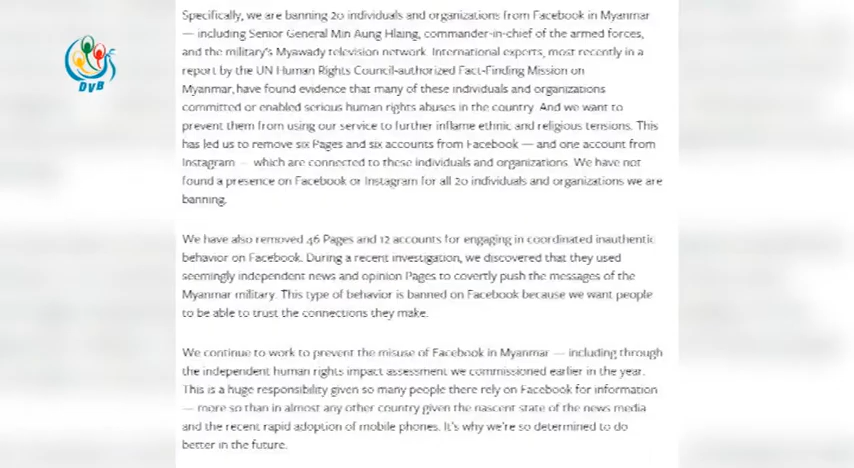 DVB
Specifically, we are banning 20 individuals and organizations from Facebook in Myanmar
— including Senior General Min Aung Hlaing, commander-in-chief of the armed forces,
and the military's Myawady television network. International experts, most recently in a
report by the UN Human Rights Council-authorized Fact-Finding Mission on
Myanmar, have found evidence that many of these individuals and organizations
committed or enabled serious human rights abuses in the country. And we want to
prevent them from using our service to further inflame ethnic and religious tensions. This
has led us to remove six Pages and six accounts from Facebook — and one account from
Instagram — which are connected to these individuals and organizations. We have not
found a presence on Facebook or Instagram for all 20 individuals and organizations we are
banning.
We have also removed 46 Pages and 12 accounts for engaging in coordinated inauthentic
behavior on Facebook. During a recent investigation, we discovered that they used
seemingly independent news and opinion Pages to covertly push the messages of the
Myanmar military. This type of behavior is banned on Facebook because we want people
to be able to trust the connections they make.
We continue to work to prevent the misuse of Facebook in Myanmar — including through
the independent human rights impact assessment we commissioned earlier in the year.
This is a huge responsibility given so many people there rely on Facebook for information
— more so than in almost any other country given the nascent state of the news media
and the recent rapid adoption of mobile phones. It's why we're so determined to do
better in the future.